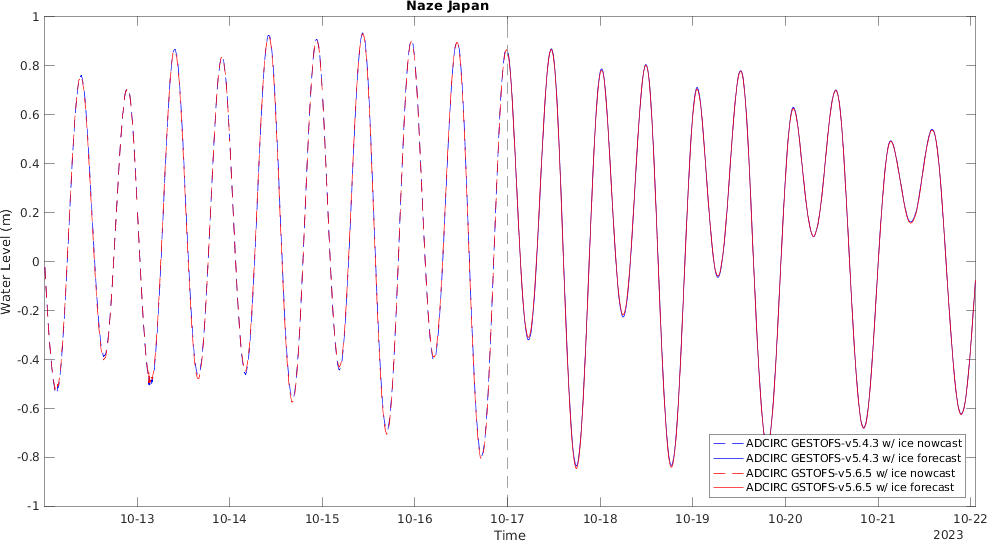 Naze Japan
1
0.8
0.6
0.4
0.2
0
-0.2
-0.4
-0.6
-0.8
-1
Water Level (m)
ADCIRC GESTOFS-v5.4.3 w/ ice nowcast
ADCIRC GESTOFS-v5.4.3 w/ ice forecast
ADCIRC GSTOFS-v5.6.5 w/ ice nowcast
ADCIRC GSTOFS-v5.6.5 w/ ice forecast
10-13 10-14 10-15 10-16 10-17 10-18 10-19 10-20 10-21 10-22
Time
2023